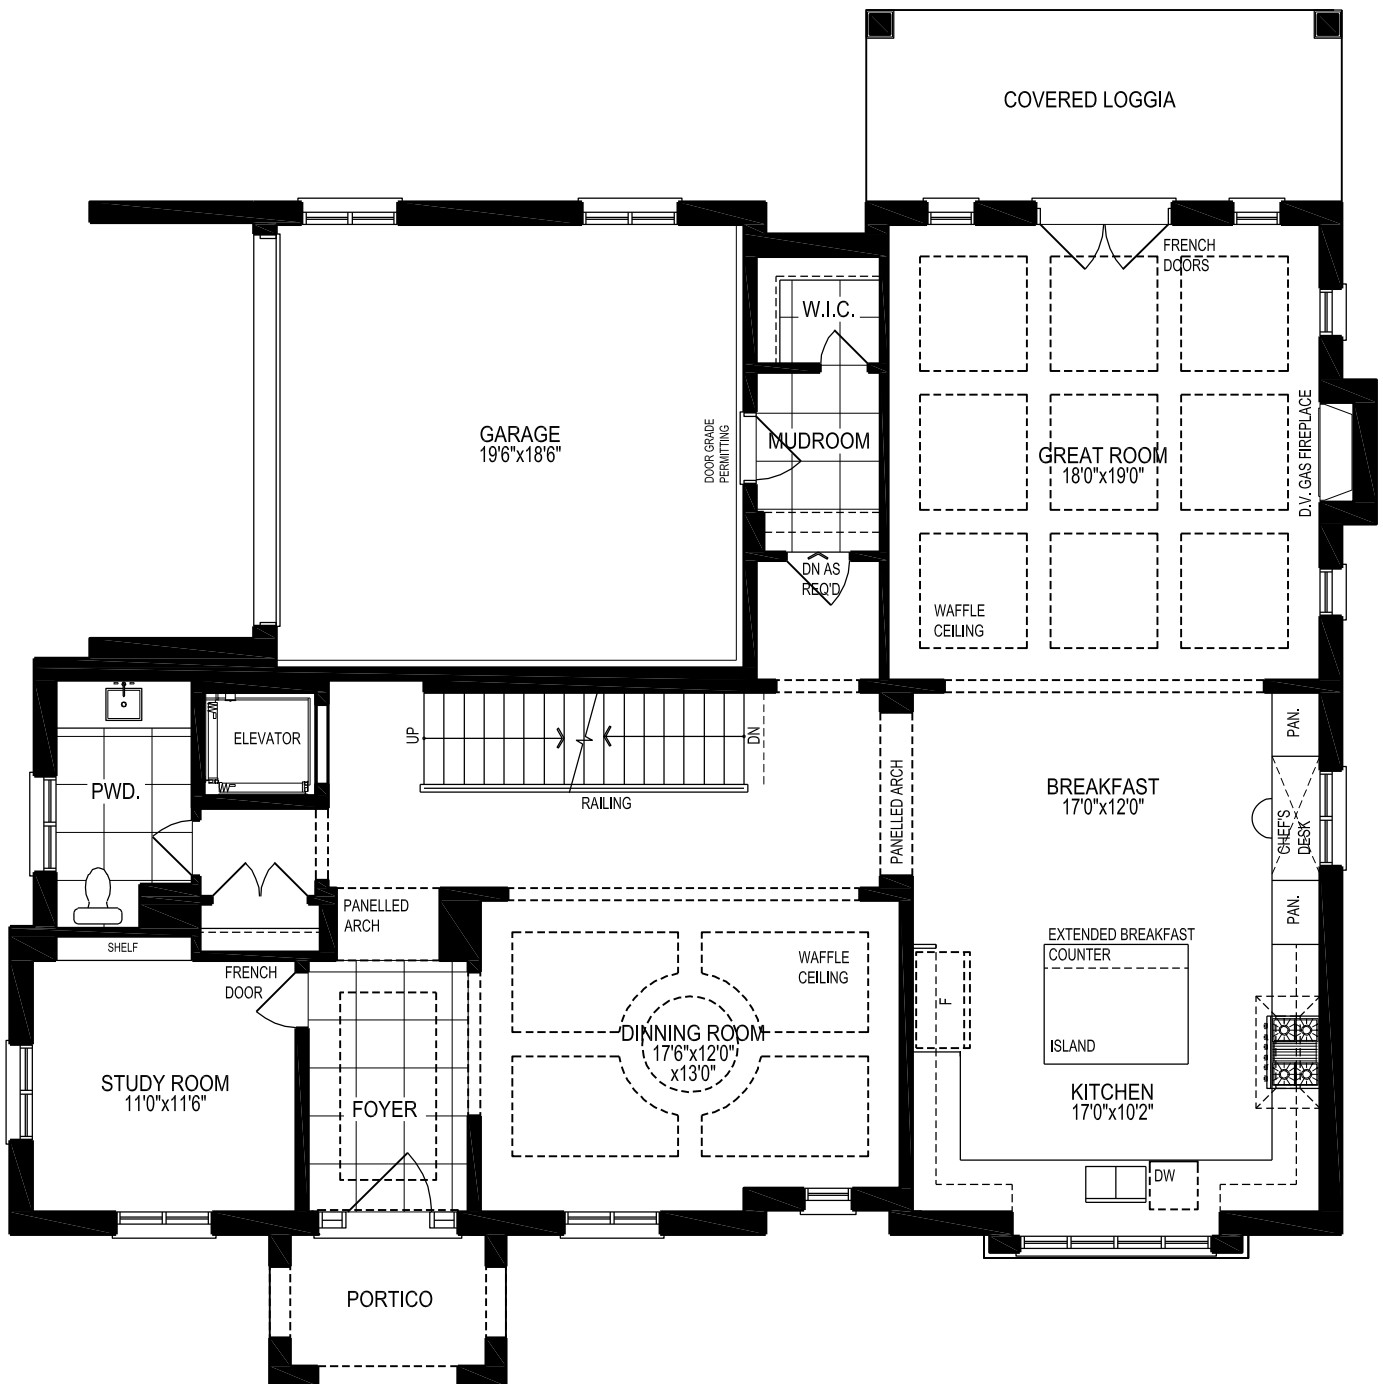 COVERED LOGGIA
FRENCH
DOORS
W.I.C.
GARAGE
19'6"x18'6"
DOOR GRADE
PERMITTING
MUDROOM
GREAT ROOM
18'0"x19'0"
D.V. GAS FIREPLACE
DN AS
REQ'D
WAFFLE
CEILING
ELEVATOR
UP
DN
PAN.
PWD.
RAILING
PANELLED ARCH
BREAKFAST
17'0"x12'0"
CHEF'S
DESK
PANELLED
ARCH
PAN.
SHELF
FRENCH
DOOR
WAFFLE
CEILING
EXTENDED BREAKFAST
COUNTER
F
DINNING ROOM
17'6"x12'0"
x13'0"
ISLAND
STUDY ROOM
11'0"x11'6"
FOYER
KITCHEN
17'0"x10'2"
DW
PORTICO